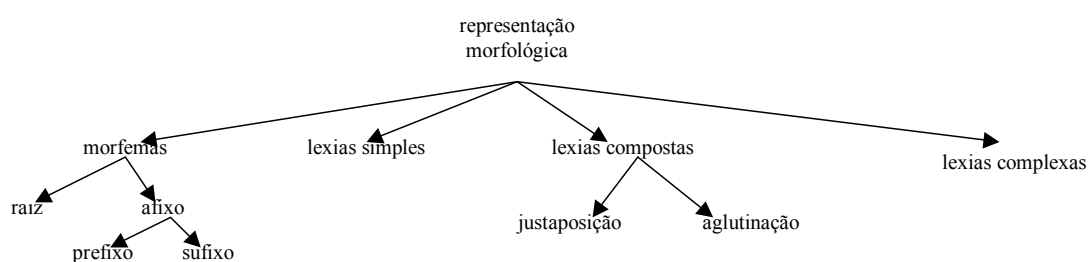 representação
morfológica
morfemas
lexias simples
lexias compostas
lexias complexas
raiz
afixo
justaposição
aglutinação
prefixo
sufixo